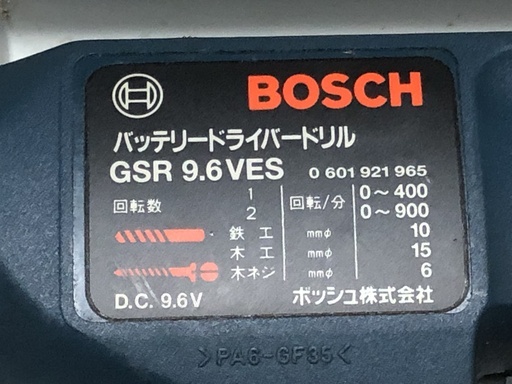 BOSCH
バッテリードライバードリル
GSR 9.6VES 0 601 921 965
回転数 1 回転/分 0〜400
2 0〜900
鉄工 mmφ 10
木工 mmφ 15
木ネジ mmφ 6
D.C. 9.6V ボッシュ株式会社
>PA6-GF35<